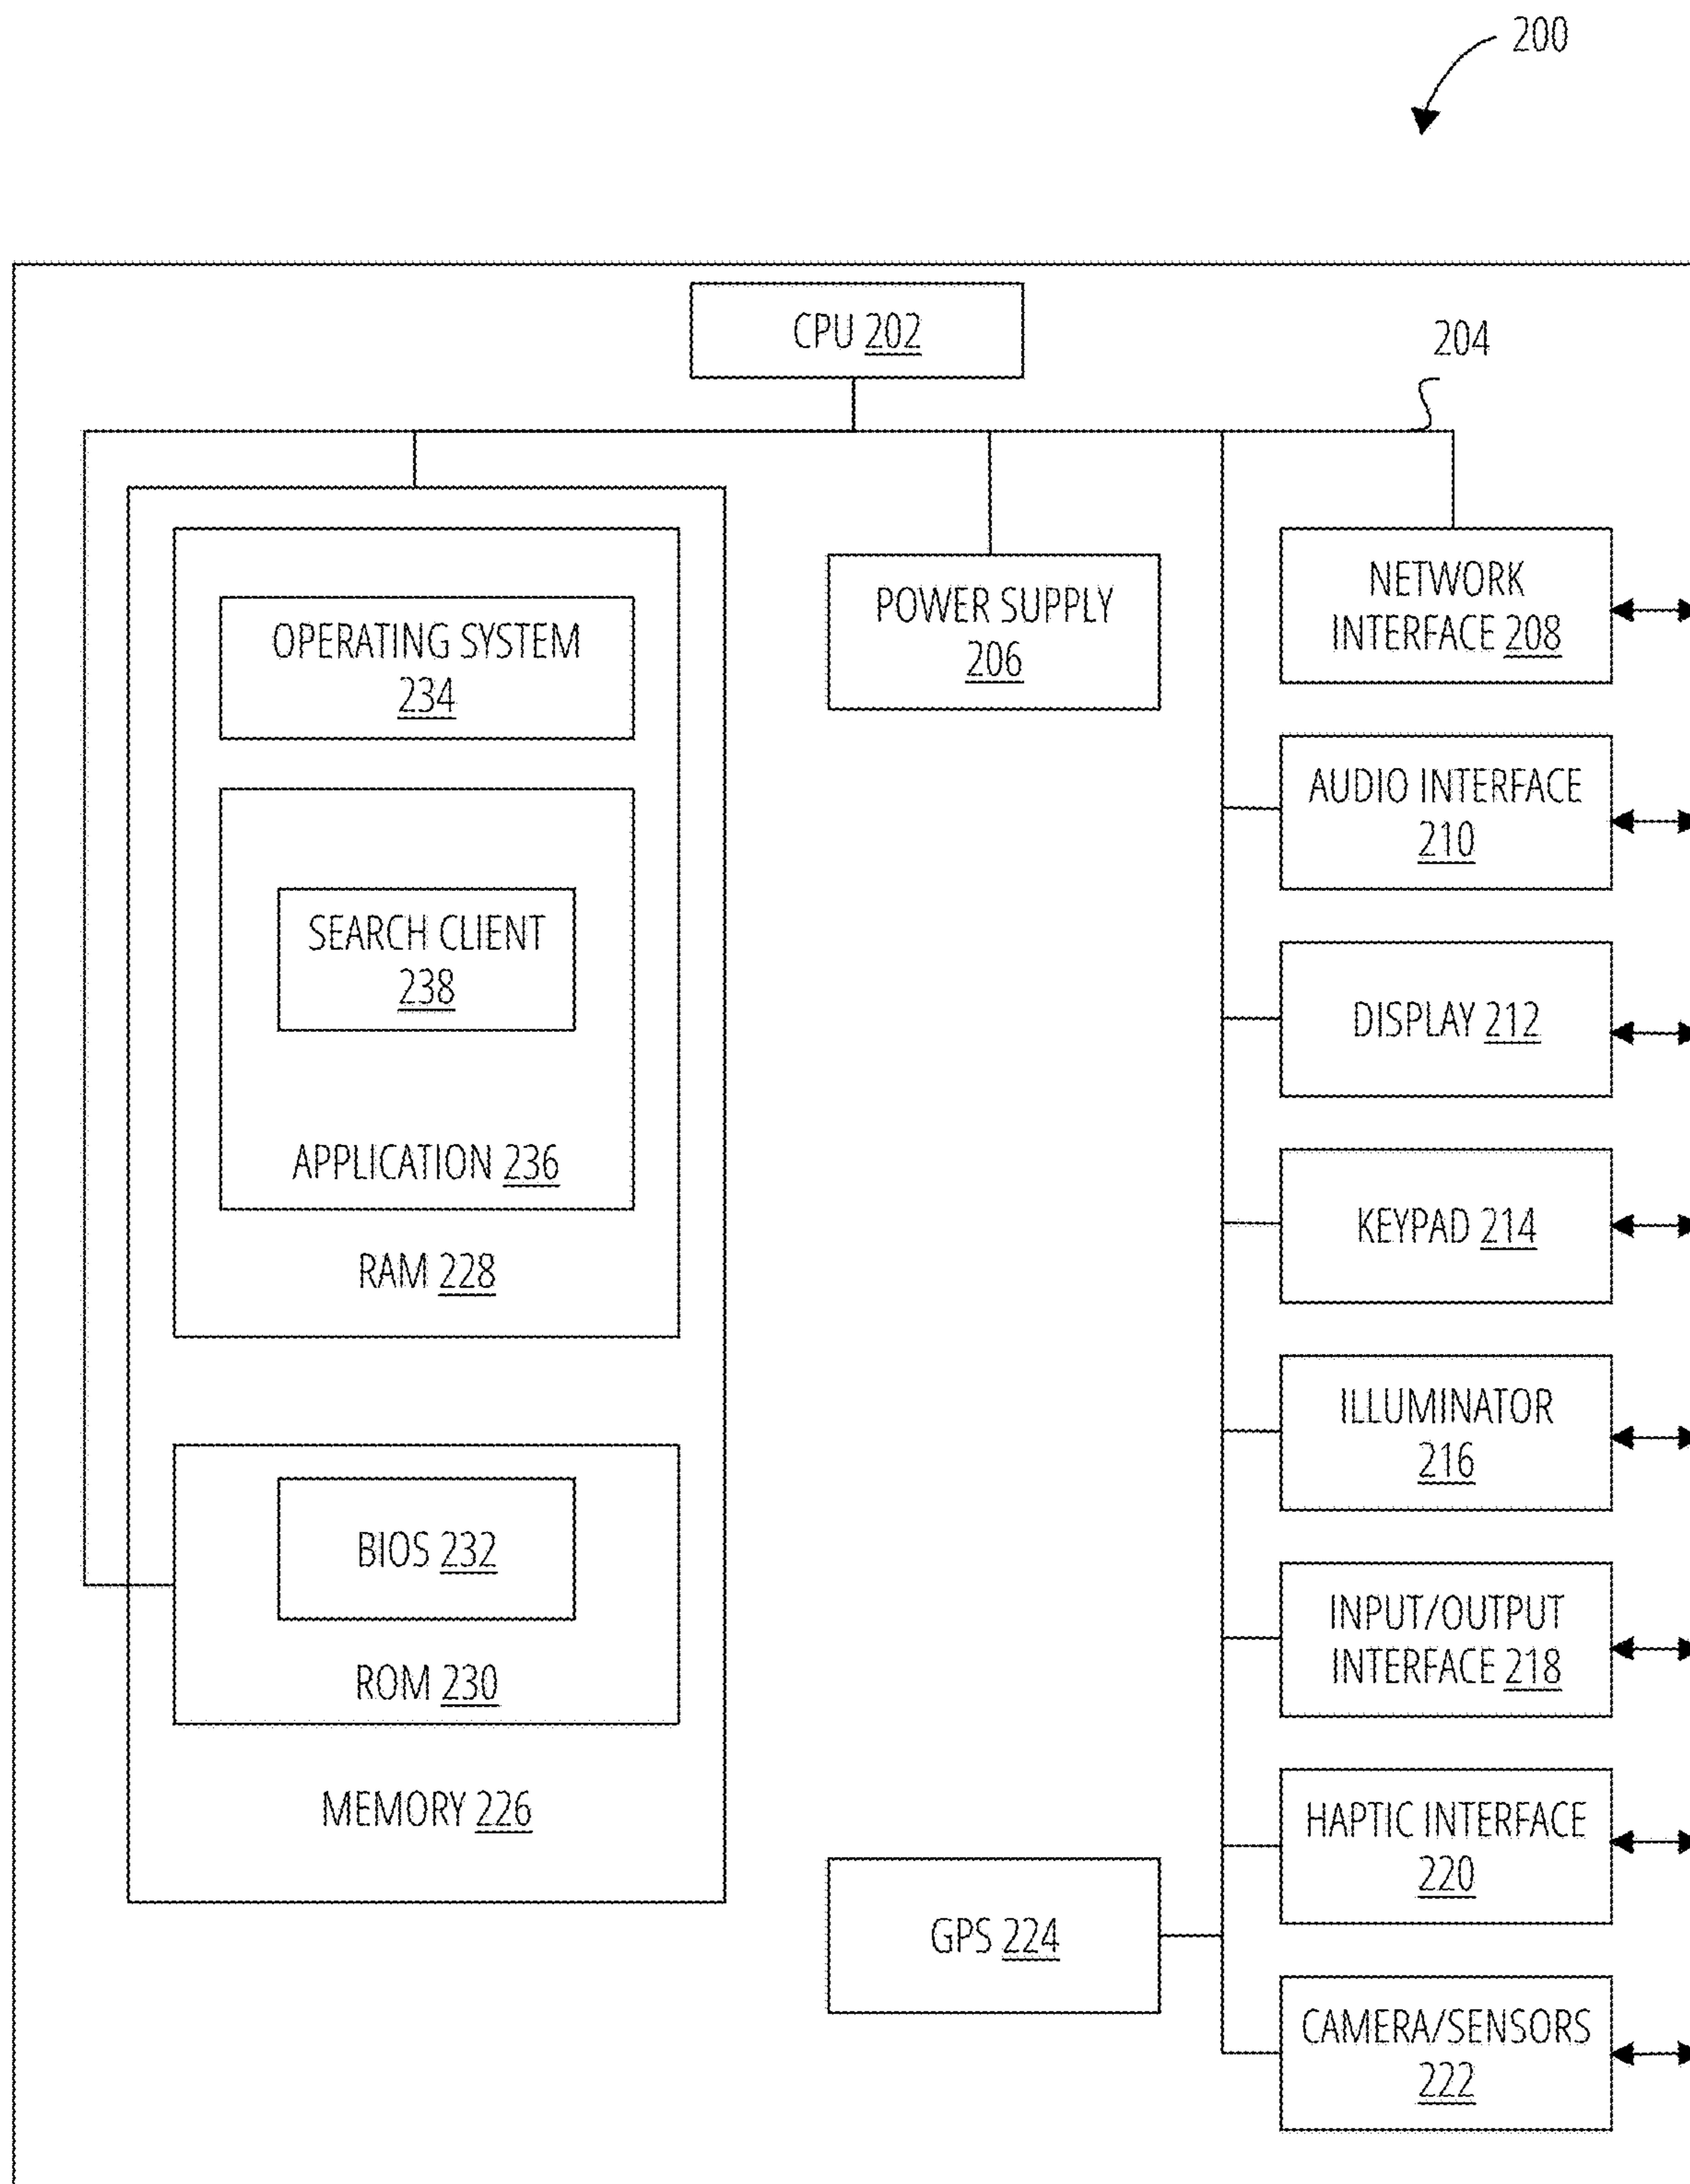 200
CPU 202
204
OPERATING SYSTEM
234
SEARCH CLIENT
238
APPLICATION 236
RAM 228
BIOS 232
ROM 230
MEMORY 226
POWER SUPPLY
206
GPS 224
NETWORK
INTERFACE 208
AUDIO INTERFACE
210
DISPLAY 212
KEYPAD 214
ILLUMINATOR
216
INPUT/OUTPUT
INTERFACE 218
HAPTIC INTERFACE
220
CAMERA/SENSORS
222